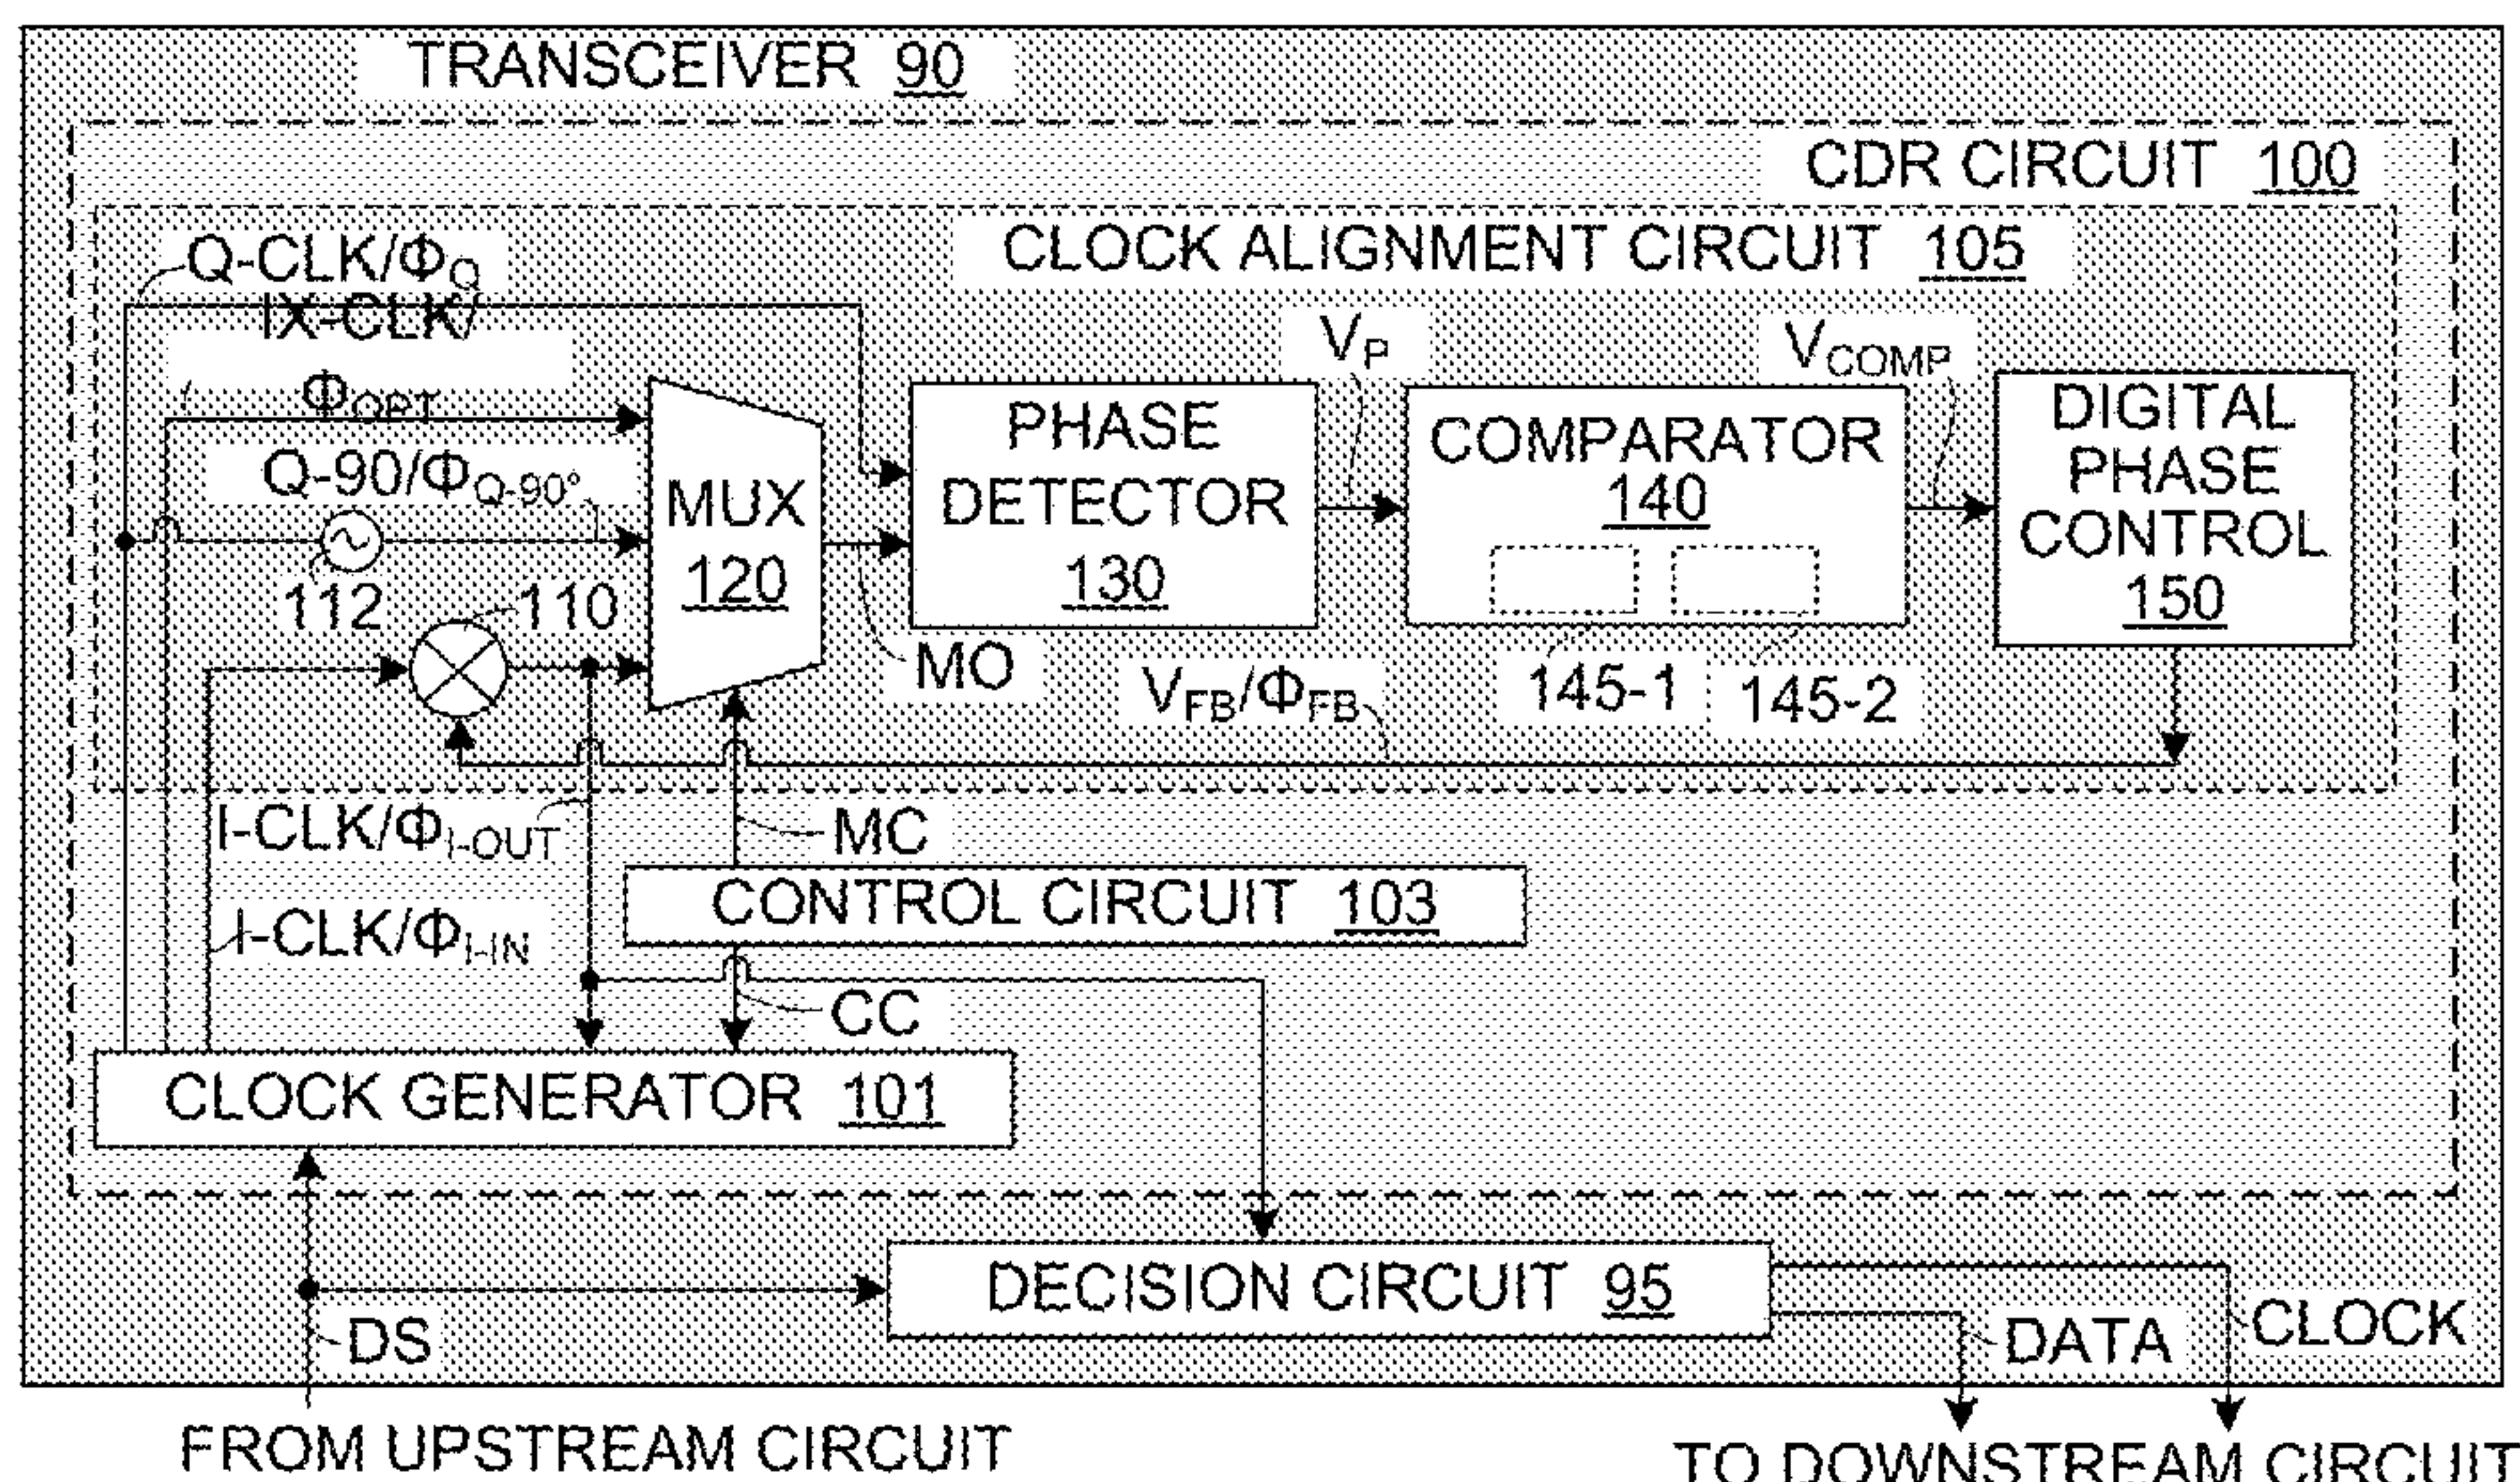 TRANSCEIVER 90
CDR CIRCUIT 100
CLOCK ALIGNMENT CIRCUIT 105
Q-CLK/ΦQ
IX-CLK/
ΦOPT
VP
VCOMP
Q-90/ΦQ-90°
MUX
120
PHASE
DETECTOR
130
COMPARATOR
140
DIGITAL
PHASE
CONTROL
150
112
110
MO
VFB/ΦFB
145-1
145-2
I-CLK/ΦI-OUT
MC
CONTROL CIRCUIT 103
I-CLK/ΦI-IN
CC
CLOCK GENERATOR 101
DECISION CIRCUIT 95
DS
DATA
CLOCK
FROM UPSTREAM CIRCUIT
TO DOWNSTREAM CIRCUIT